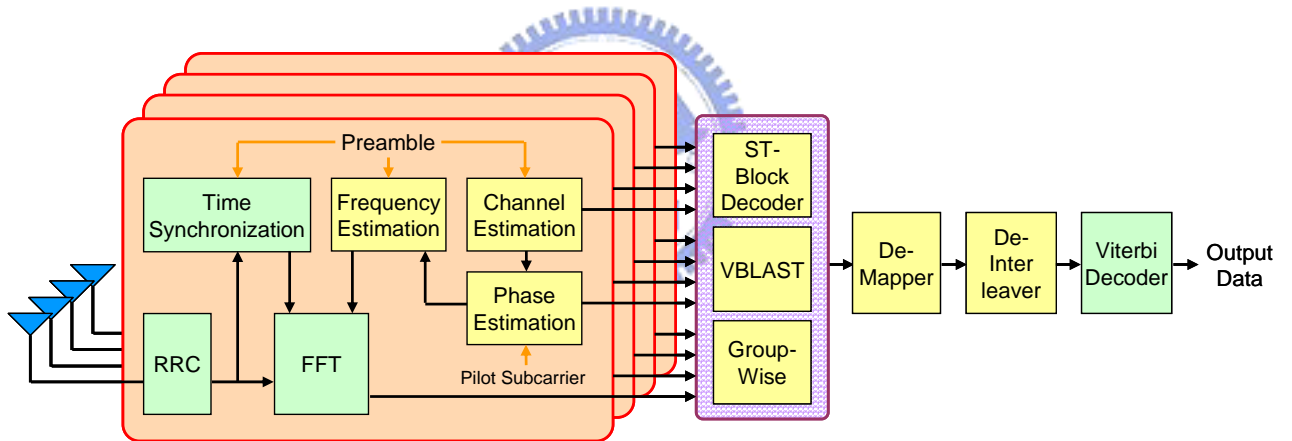 Preamble
Time
Synchronization
Frequency
Estimation
Channel
Estimation
Phase
Estimation
RRC
FFT
Pilot Subcarrier
ST-
Block
Decoder
VBLAST
Group-
Wise
De-
Mapper
De-
Inter
leaver
Viterbi
Decoder
Output
Data